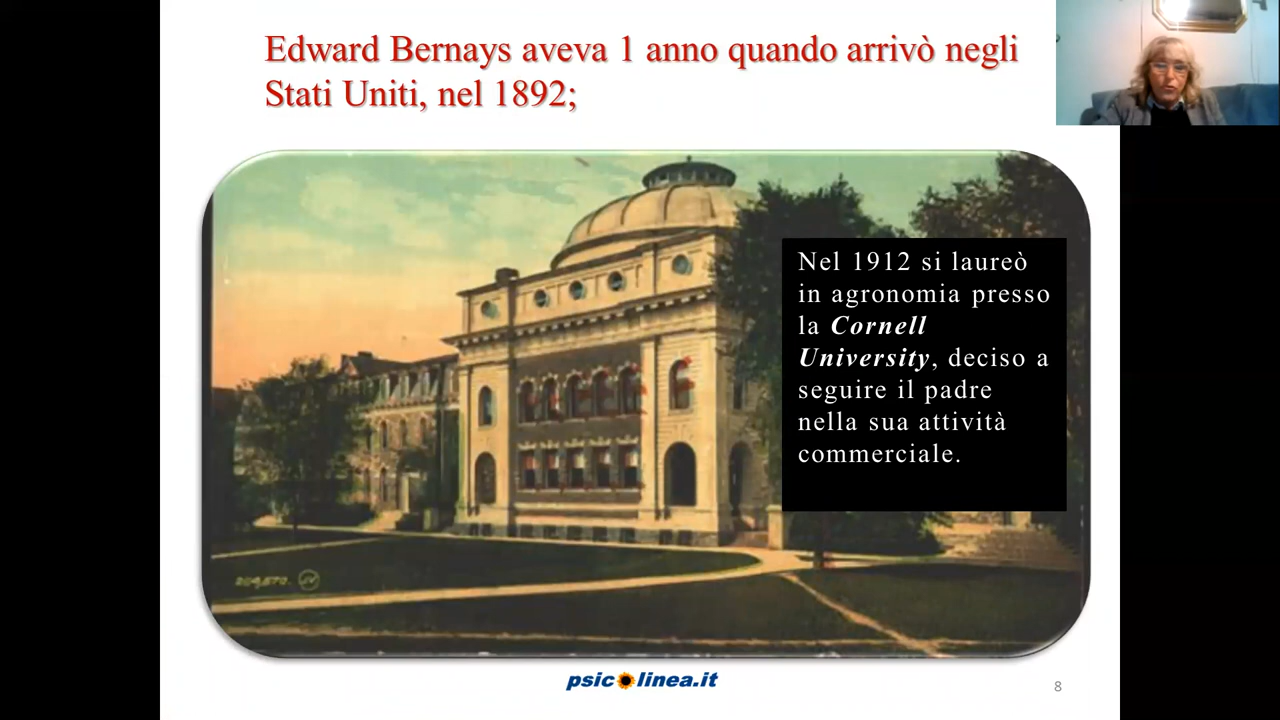 Edward Bernays aveva 1 anno quando arrivò negli
Stati Uniti, nel 1892;
Nel 1912 si laureò
in agronomia presso
la Cornell
University, deciso a
seguire il padre
nella sua attività
commerciale.
psicolinea.it
8